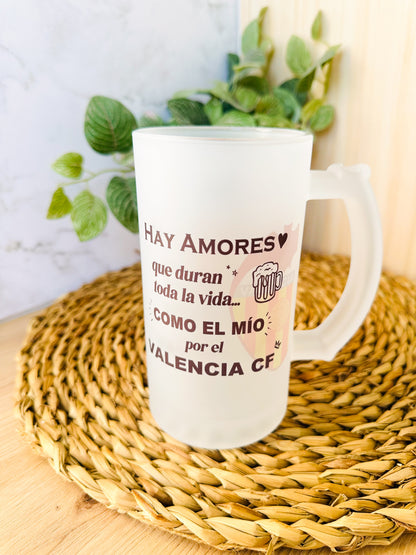 HAY AMORES♥
que duran
toda la vida...
COMO EL MÍO
por el
VALENCIA CF